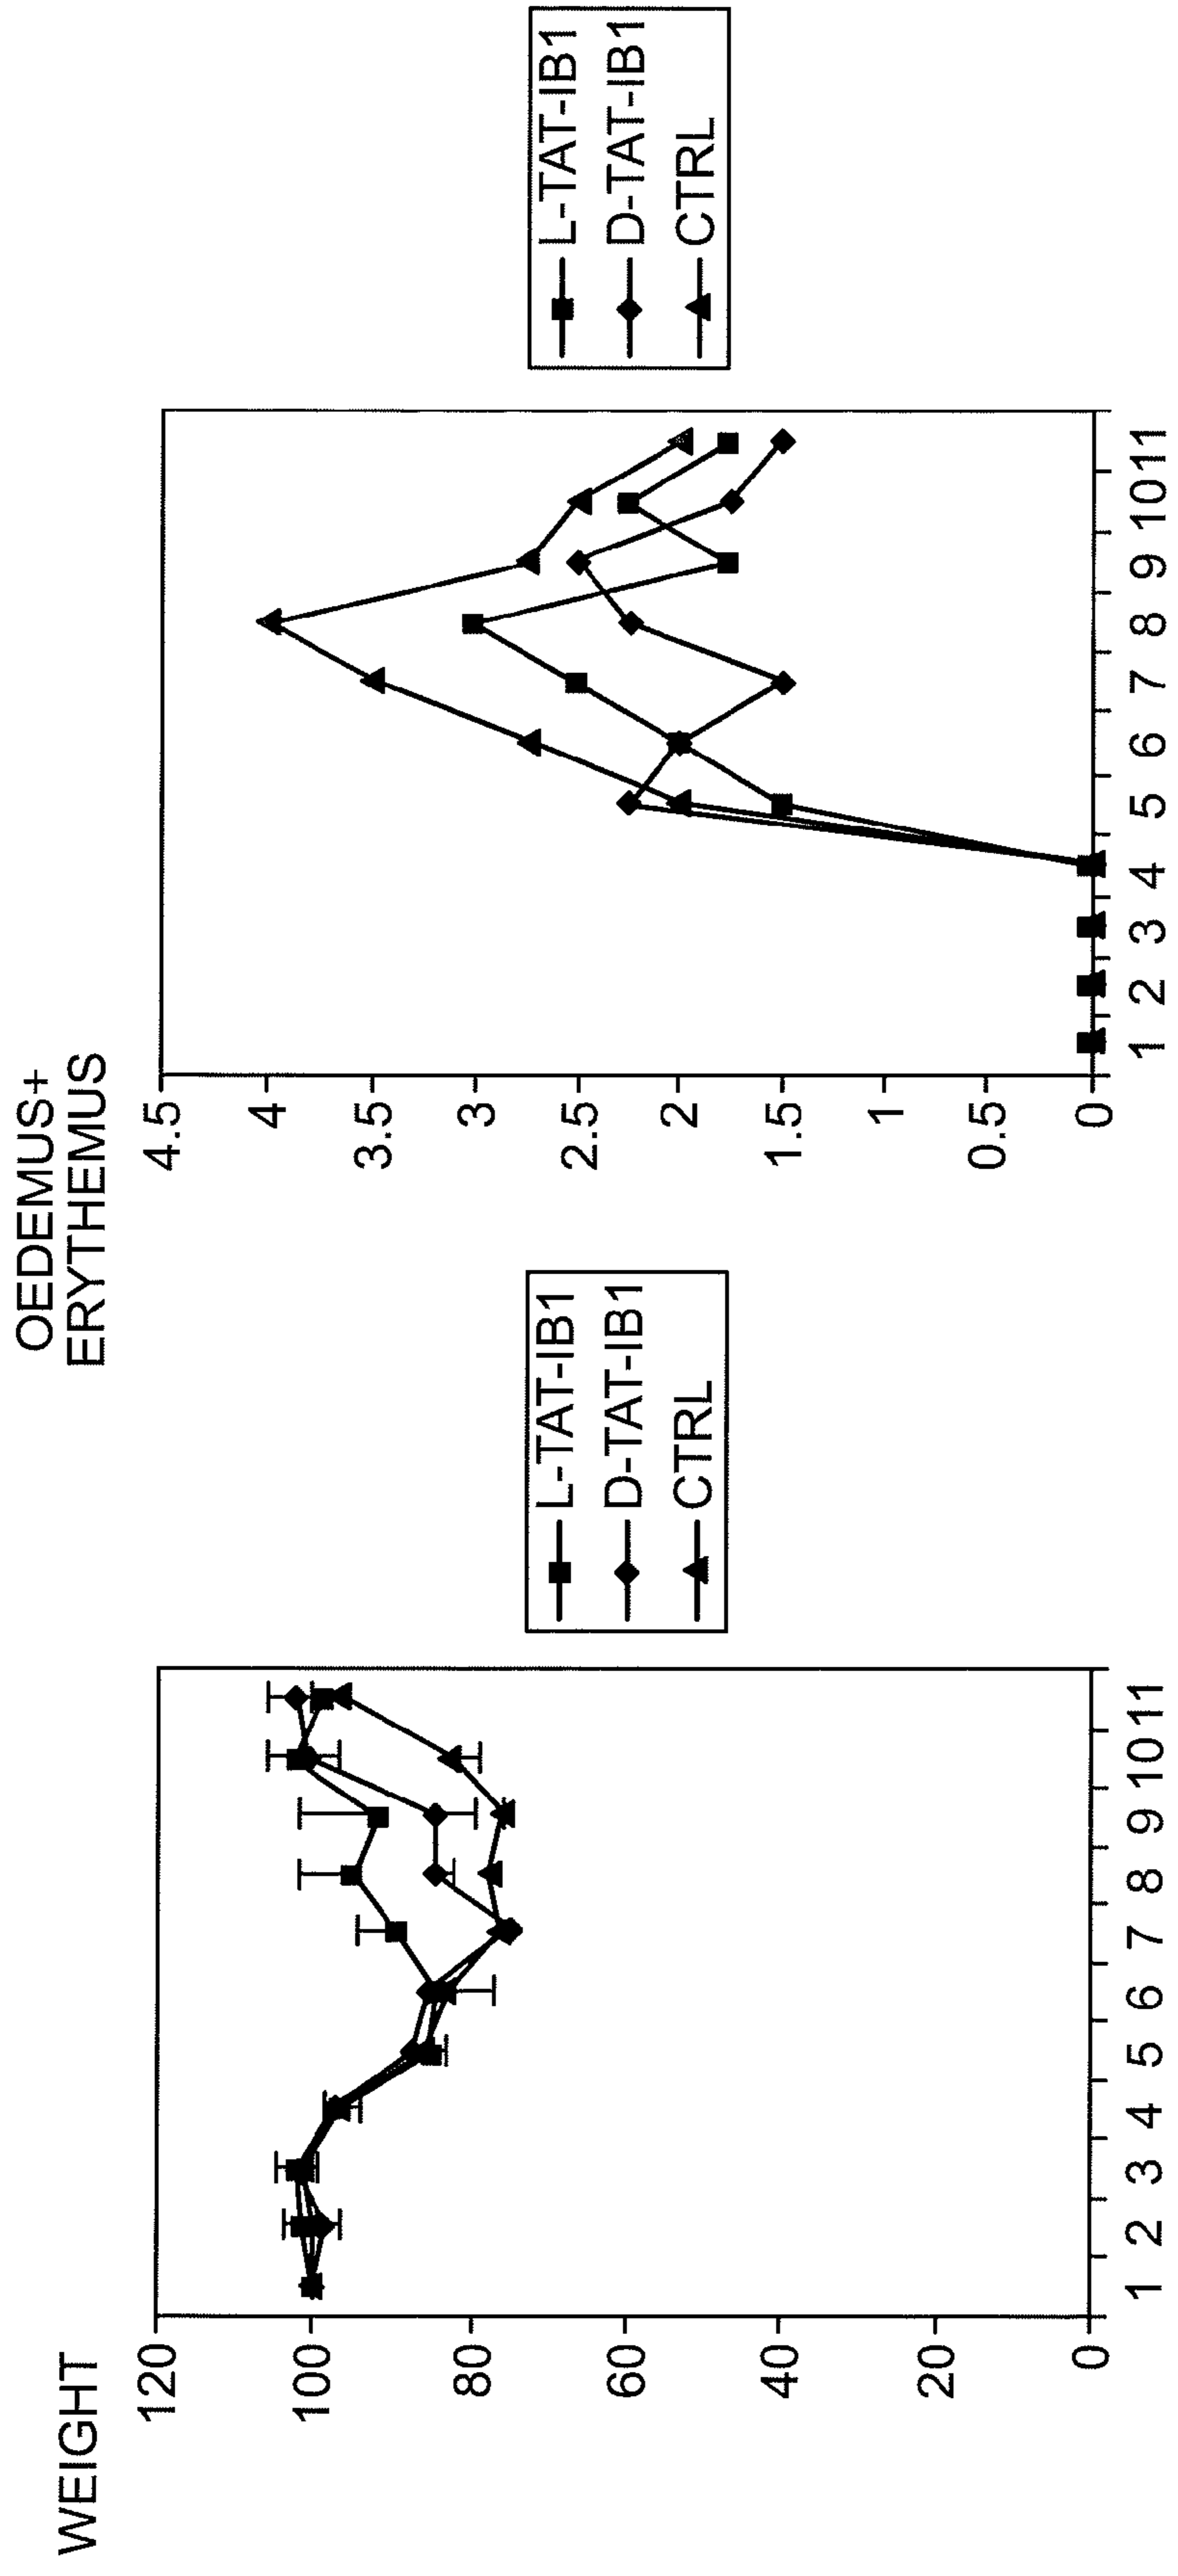 WEIGHT
120
100
80
60
40
20
0
1 2 3 4 5 6 7 8 9 10 11
L-TAT-IB1
D-TAT-IB1
CTRL
OEDEMUS+
ERYTHEMUS
4.5
4
3.5
3
2.5
2
1.5
1
0.5
0
1 2 3 4 5 6 7 8 9 10 11
L-TAT-IB1
D-TAT-IB1
CTRL